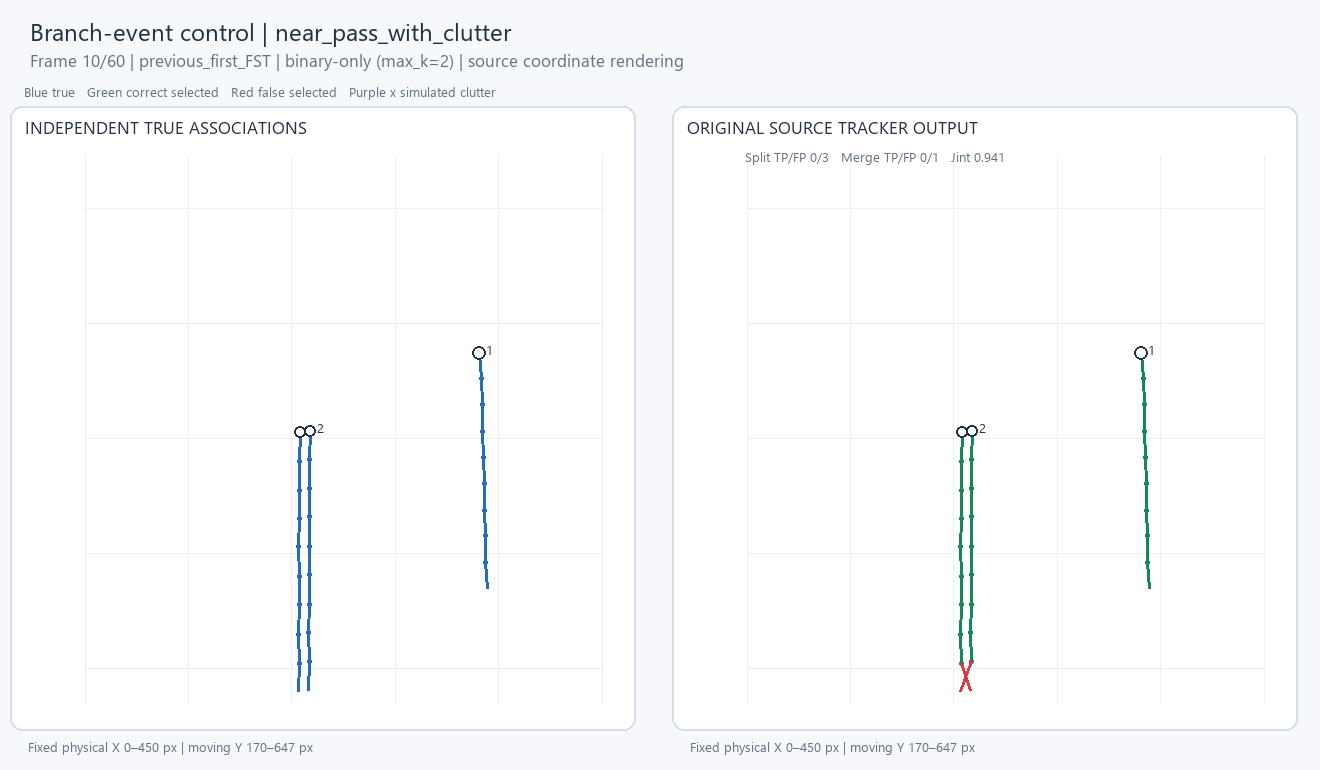 Branch-event control | near_pass_with_clutter
Frame 10/60 | previous_first_FST | binary-only (max_k=2) | source coordinate rendering
Blue true   Green correct selected   Red false selected   Purple x simulated clutter
INDEPENDENT TRUE ASSOCIATIONS
1
2
Fixed physical X 0–450 px | moving Y 170–647 px
ORIGINAL SOURCE TRACKER OUTPUT
Split TP/FP 0/3   Merge TP/FP 0/1   Jint 0.941
1
2
Fixed physical X 0–450 px | moving Y 170–647 px